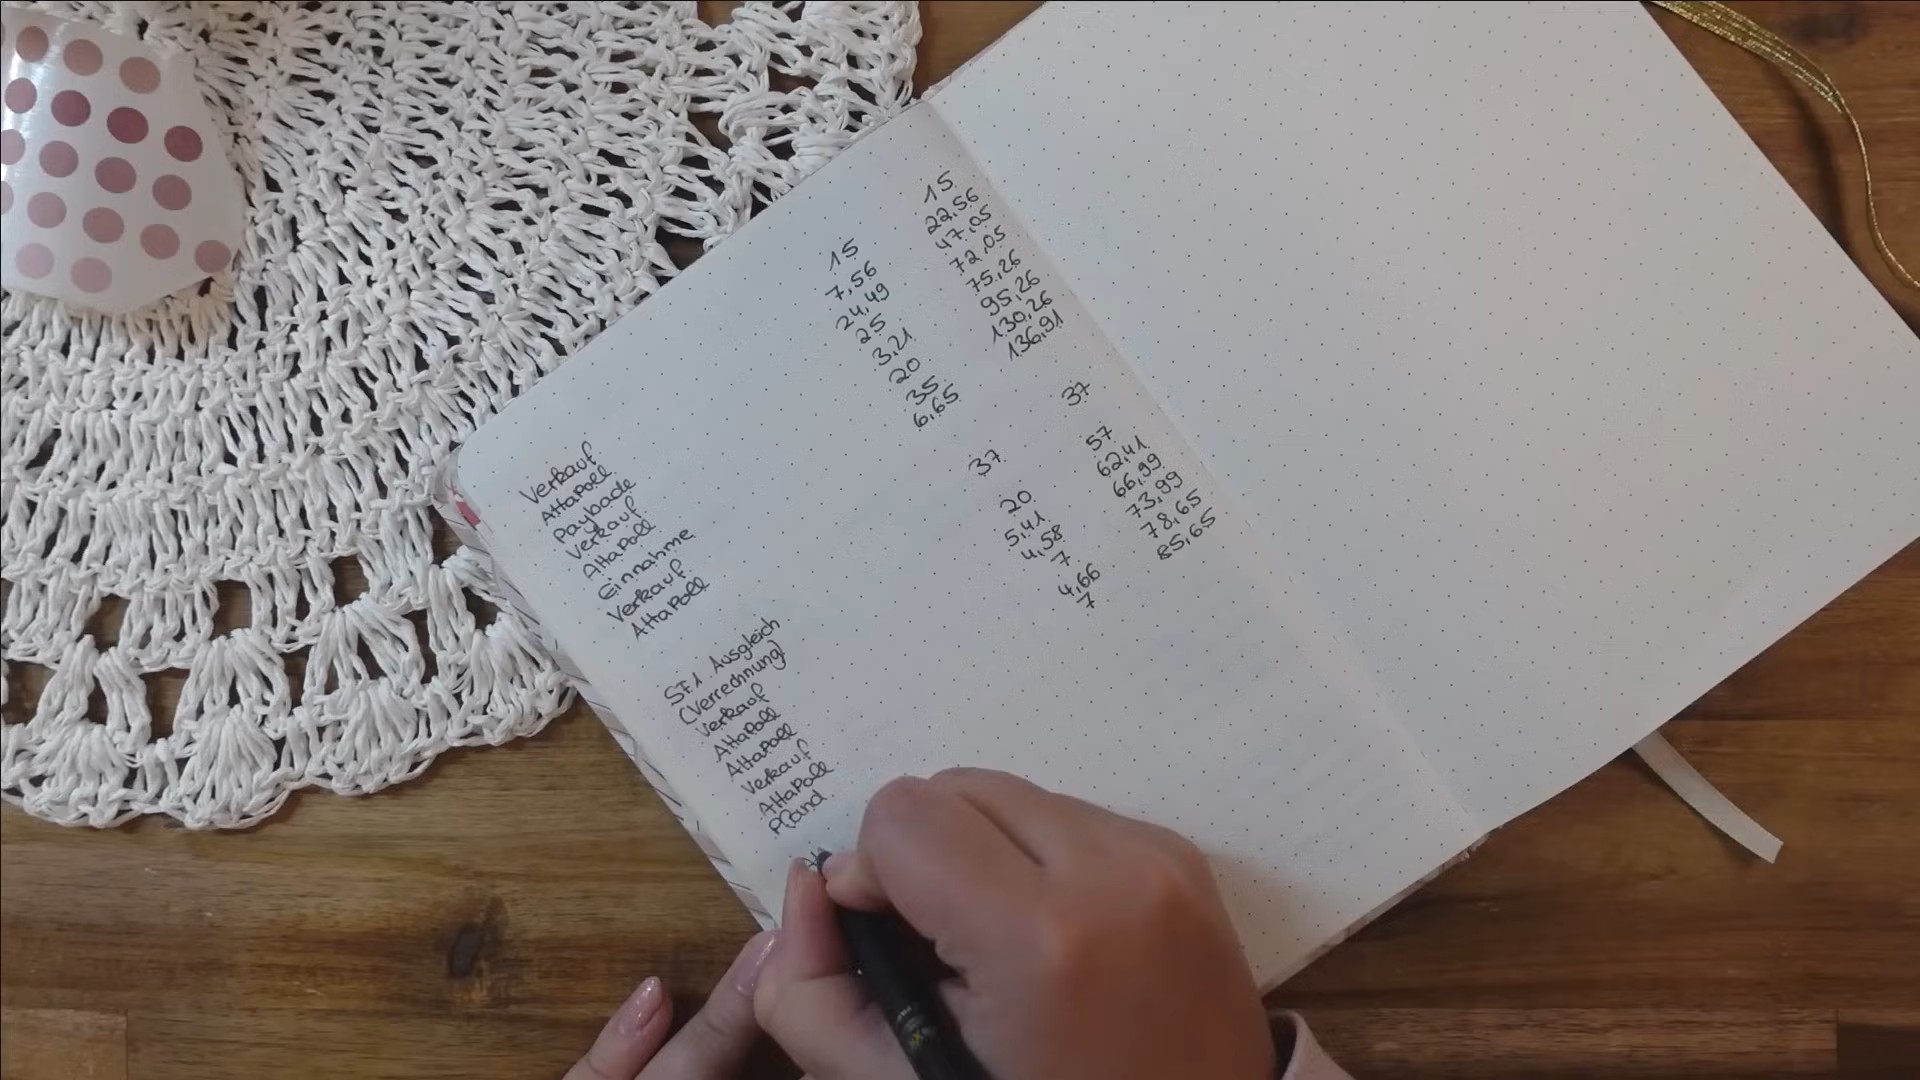 Verkauf 15 15
AttaPoll 7,56 22,56
Payback 24,49 47,05
Verkauf 25 72,05
AttaPoll 3,21 75,26
Einnahme 20 95,26
Verkauf 35 130,26
AttaPoll 6,65 136,91
SF1 Ausgleich 37 37
(Verrechnung)
Verkauf 20 57
AttaPoll 5,41 62,41
AttaPoll 4,58 66,99
Verkauf 7 73,99
AttaPoll 4,66 78,65
Pfand 7 85,65